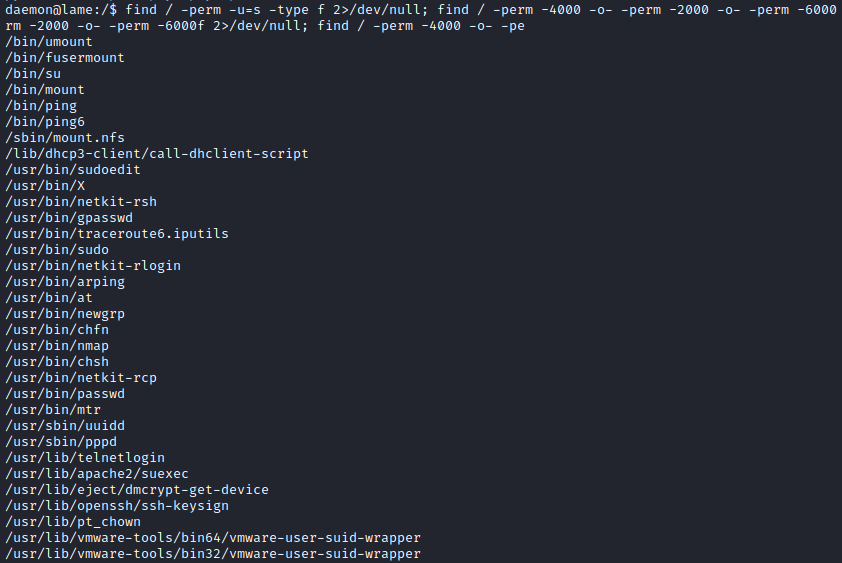 daemon@lame:/$ find / -perm -u=s -type f 2>/dev/null; find / -perm -4000 -o- -perm -2000 -o- -perm -6000
rm -2000 -o- -perm -6000f 2>/dev/null; find / -perm -4000 -o- -pe
/bin/umount
/bin/fusermount
/bin/su
/bin/mount
/bin/ping
/bin/ping6
/sbin/mount.nfs
/lib/dhcp3-client/call-dhclient-script
/usr/bin/sudoedit
/usr/bin/X
/usr/bin/netkit-rsh
/usr/bin/gpasswd
/usr/bin/traceroute6.iputils
/usr/bin/sudo
/usr/bin/netkit-rlogin
/usr/bin/arping
/usr/bin/at
/usr/bin/newgrp
/usr/bin/chfn
/usr/bin/nmap
/usr/bin/chsh
/usr/bin/netkit-rcp
/usr/bin/passwd
/usr/bin/mtr
/usr/sbin/uuidd
/usr/sbin/pppd
/usr/lib/telnetlogin
/usr/lib/apache2/suexec
/usr/lib/eject/dmcrypt-get-device
/usr/lib/openssh/ssh-keysign
/usr/lib/pt_chown
/usr/lib/vmware-tools/bin64/vmware-user-suid-wrapper
/usr/lib/vmware-tools/bin32/vmware-user-suid-wrapper